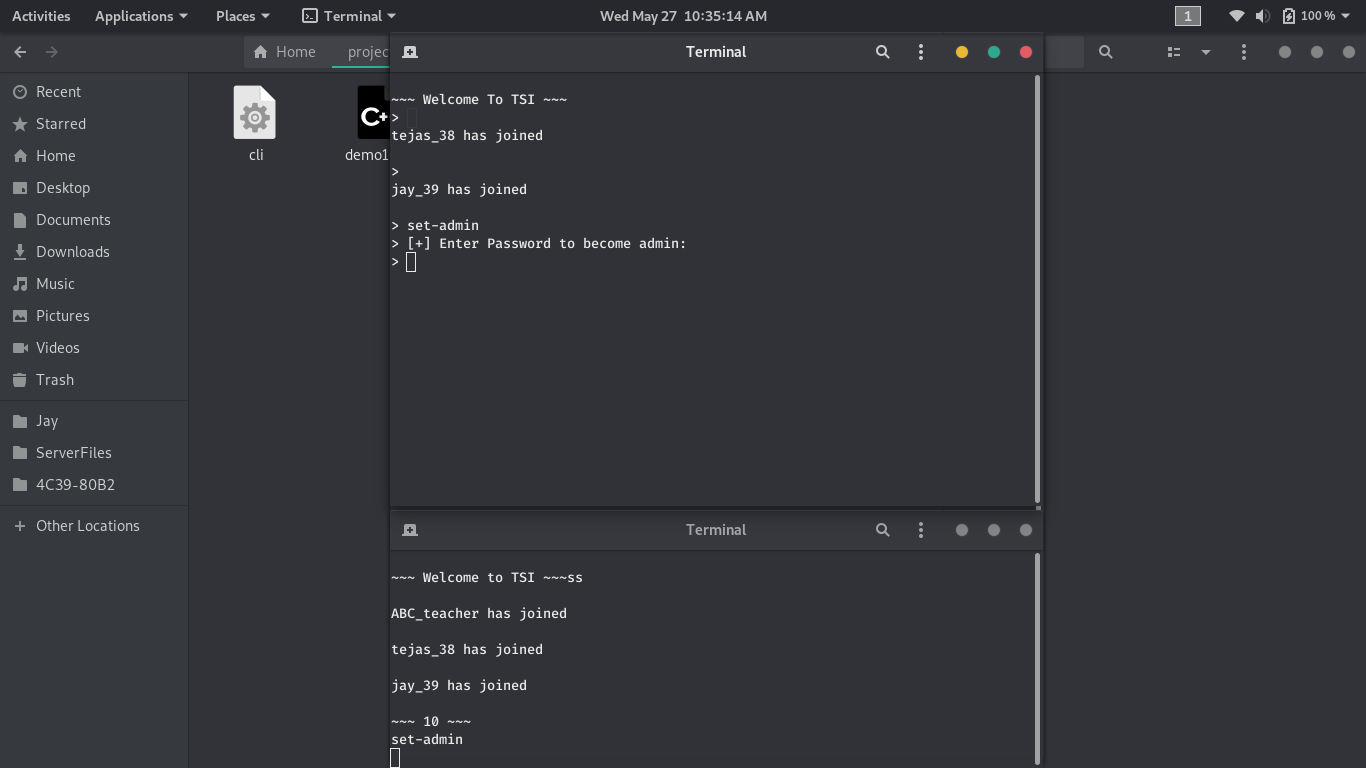 Activities Applications Places Terminal Wed May 27 10:35:14 AM 1 100 %
Home projec Terminal
Recent
Starred
Home
Desktop
Documents
Downloads
Music
Pictures
Videos
Trash
Jay
ServerFiles
4C39-80B2
Other Locations
cli
C+
demo1
~~~ Welcome To TSI ~~~
>
tejas_38 has joined
>
jay_39 has joined
> set-admin
> [+] Enter Password to become admin:
>
Terminal
~~~ Welcome to TSI ~~~ss
ABC_teacher has joined
tejas_38 has joined
jay_39 has joined
~~~ 10 ~~~
set-admin